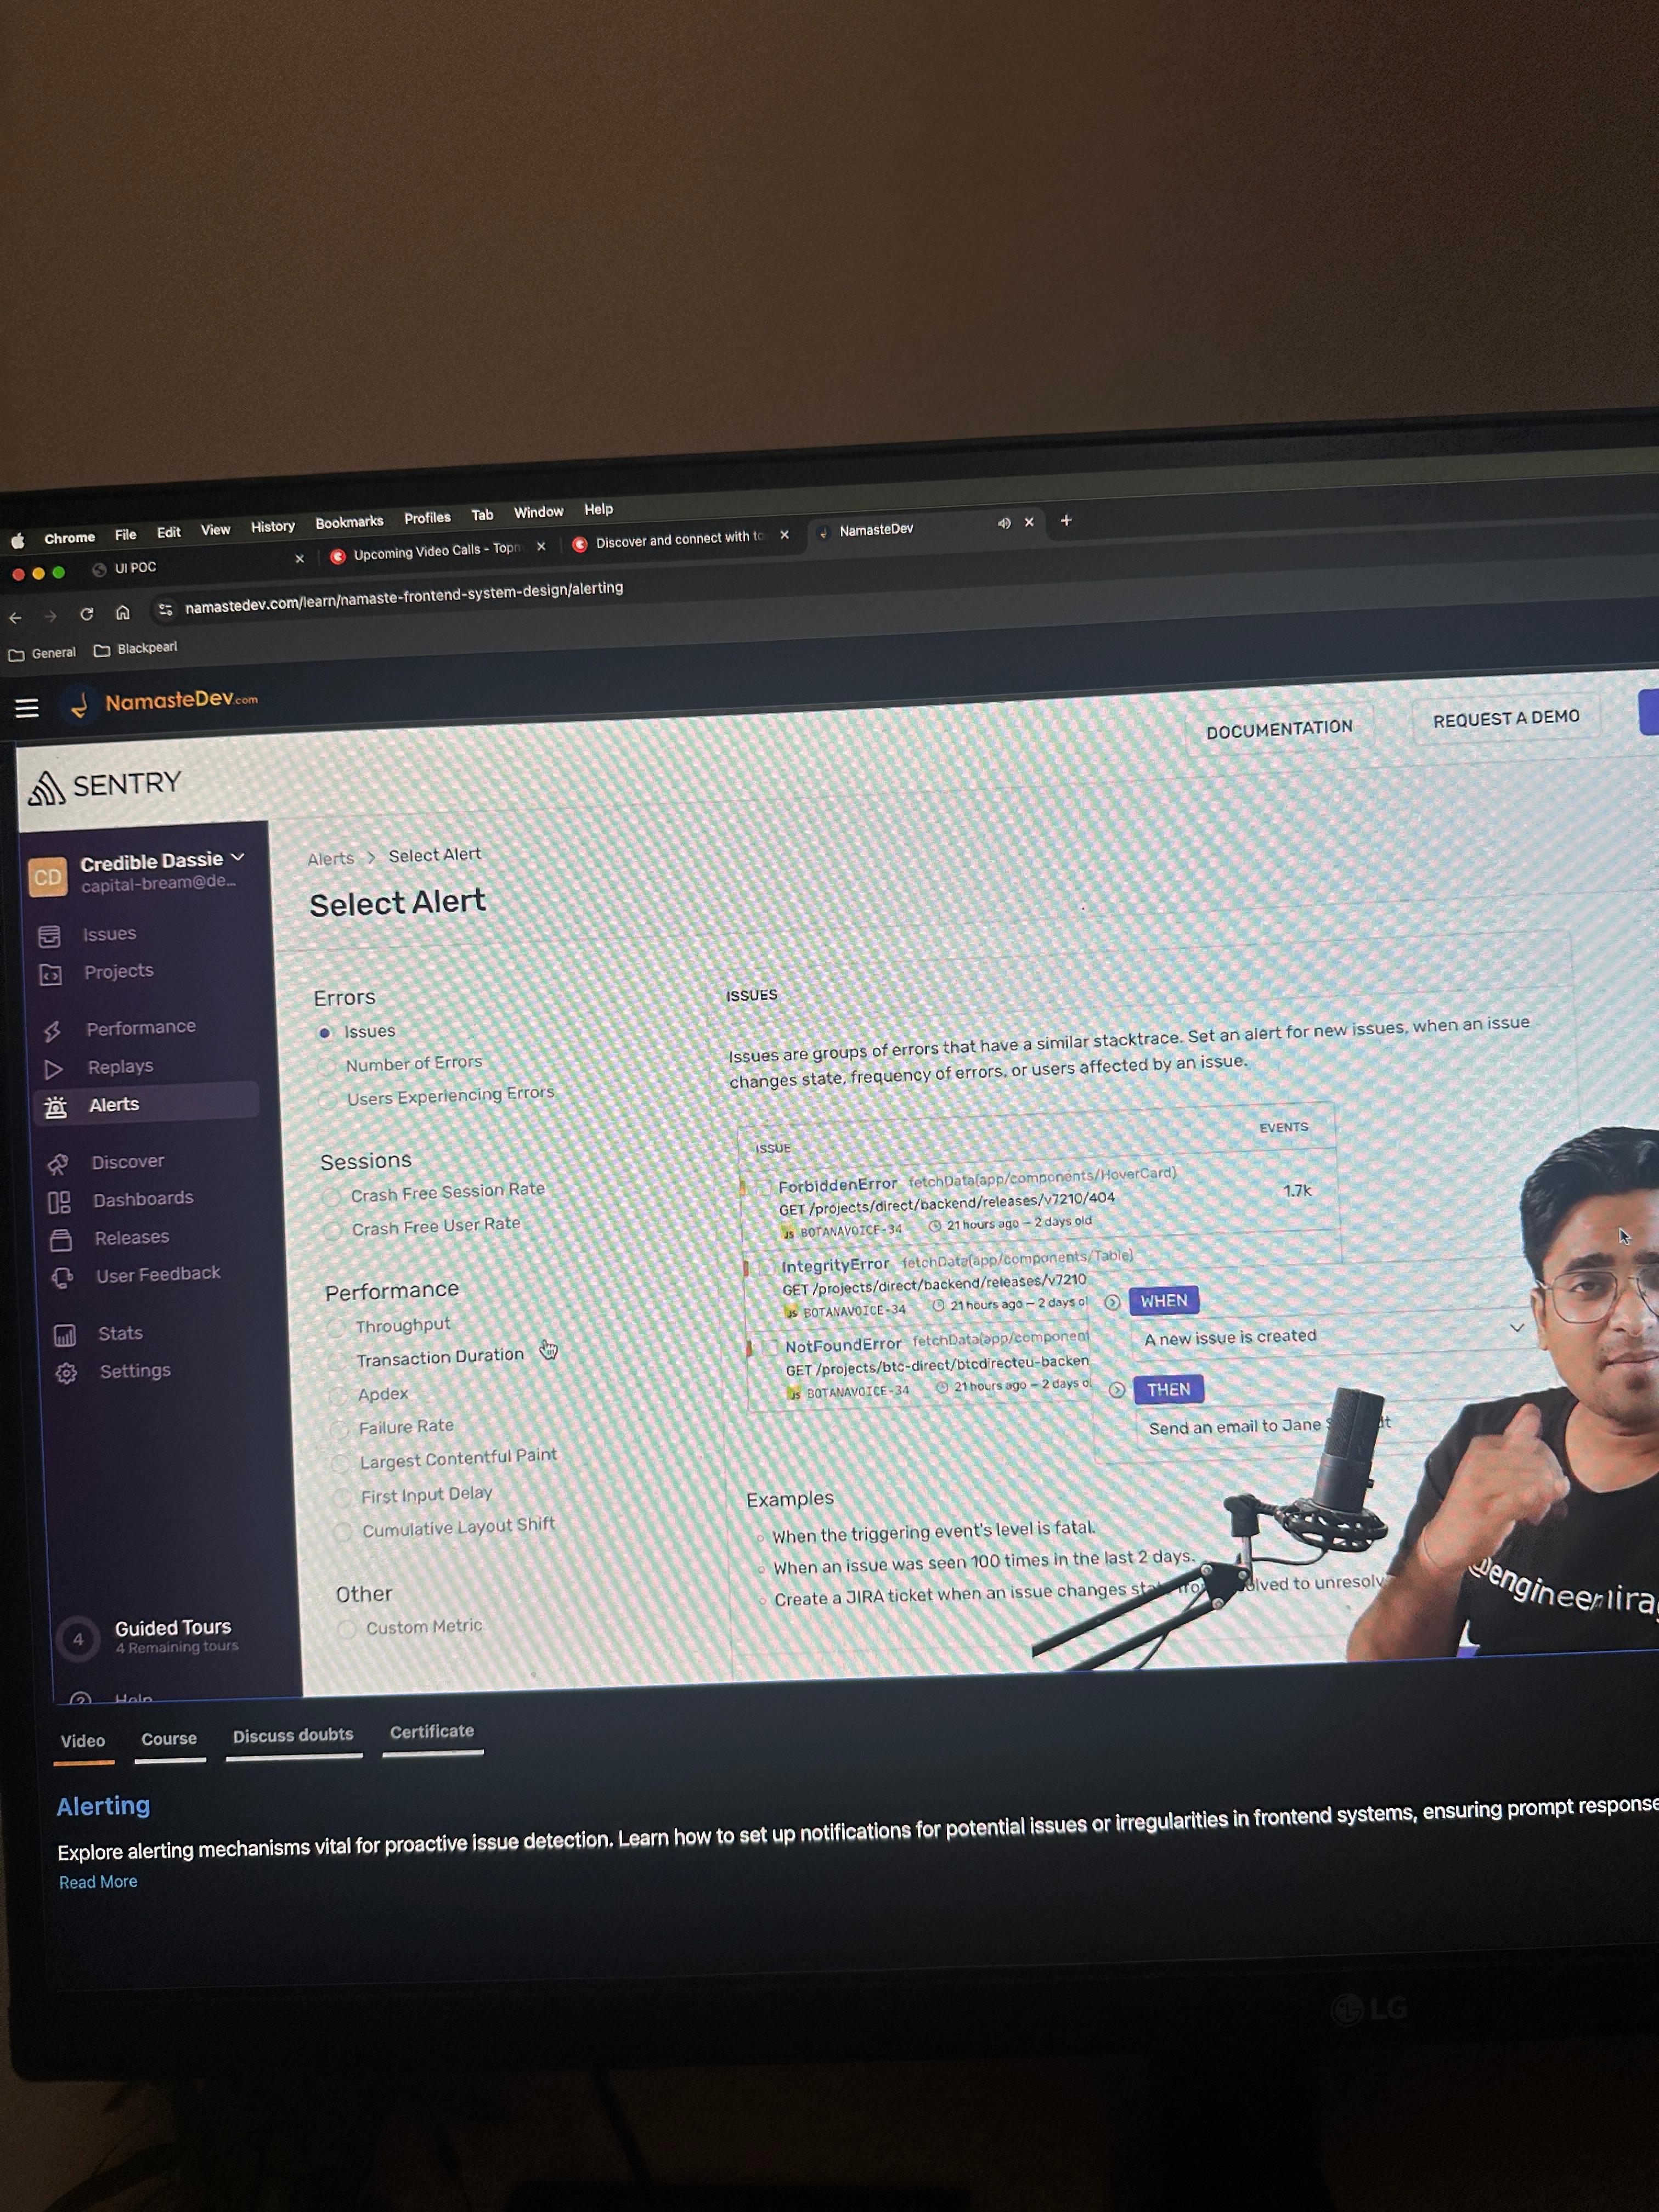 Chrome File Edit View History Bookmarks Profiles Tab Window Help
UI POC
Upcoming Video Calls - Topm
Discover and connect with to
NamasteDev
namastedev.com/learn/namaste-frontend-system-design/alerting
General Blackpearl
NamasteDev.com
SENTRY
DOCUMENTATION
REQUEST A DEMO
CD
Credible Dassie
capital-bream@de...
Issues
Projects
Performance
Replays
Alerts
Discover
Dashboards
Releases
User Feedback
Stats
Settings
4
Guided Tours
4 Remaining tours
Help
Alerts > Select Alert
Select Alert
Errors
Issues
Number of Errors
Users Experiencing Errors
Sessions
Crash Free Session Rate
Crash Free User Rate
Performance
Throughput
Transaction Duration
Apdex
Failure Rate
Largest Contentful Paint
First Input Delay
Cumulative Layout Shift
Other
Custom Metric
ISSUES
Issues are groups of errors that have a similar stacktrace. Set an alert for new issues, when an issue
changes state, frequency of errors, or users affected by an issue.
ISSUE EVENTS
ForbiddenError fetchData(app/components/HoverCard)
GET /projects/direct/backend/releases/v7210/404
1.7k
JS BOTANAVOICE-34 21 hours ago — 2 days old
IntegrityError fetchData(app/components/Table)
GET /projects/direct/backend/releases/v7210
JS BOTANAVOICE-34 21 hours ago — 2 days ol
NotFoundError fetchData(app/component
GET /projects/btc-direct/btcdirecteu-backen
JS BOTANAVOICE-34 21 hours ago — 2 days ol
WHEN
A new issue is created
THEN
Send an email to Jane
Examples
When the triggering event's level is fatal.
When an issue was seen 100 times in the last 2 days.
Create a JIRA ticket when an issue changes to unresolv
Video Course Discuss doubts Certificate
Alerting
Explore alerting mechanisms vital for proactive issue detection. Learn how to set up notifications for potential issues or irregularities in frontend systems, ensuring prompt response
Read More
LG